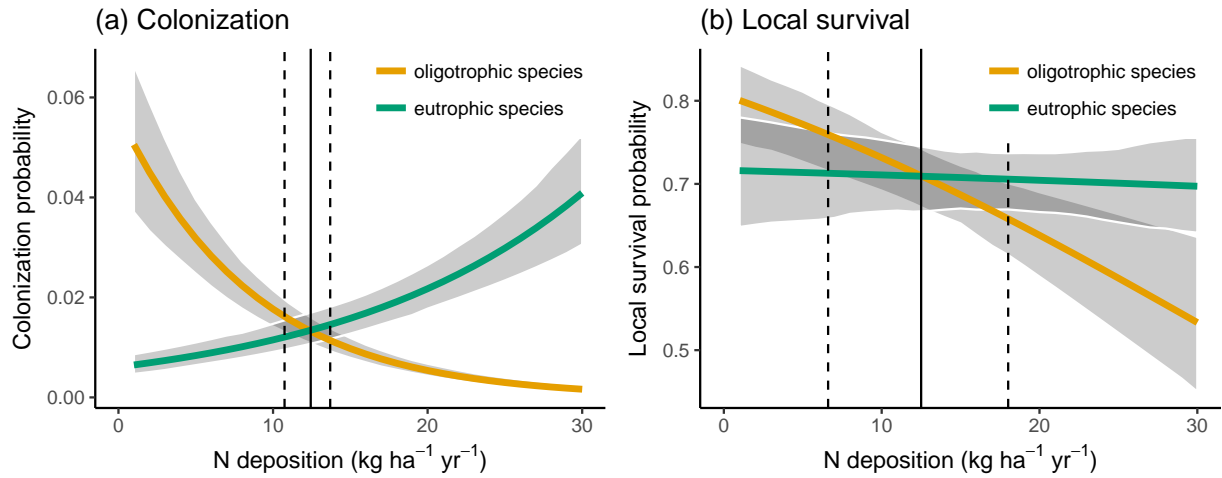 (a) Colonization
Colonization probability
0.06
0.04
0.02
0.00
oligotrophic species
eutrophic species
0
10
20
30
N deposition (kg ha⁻¹ yr⁻¹)
(b) Local survival
Local survival probability
0.8
0.7
0.6
0.5
oligotrophic species
eutrophic species
0
10
20
30
N deposition (kg ha⁻¹ yr⁻¹)